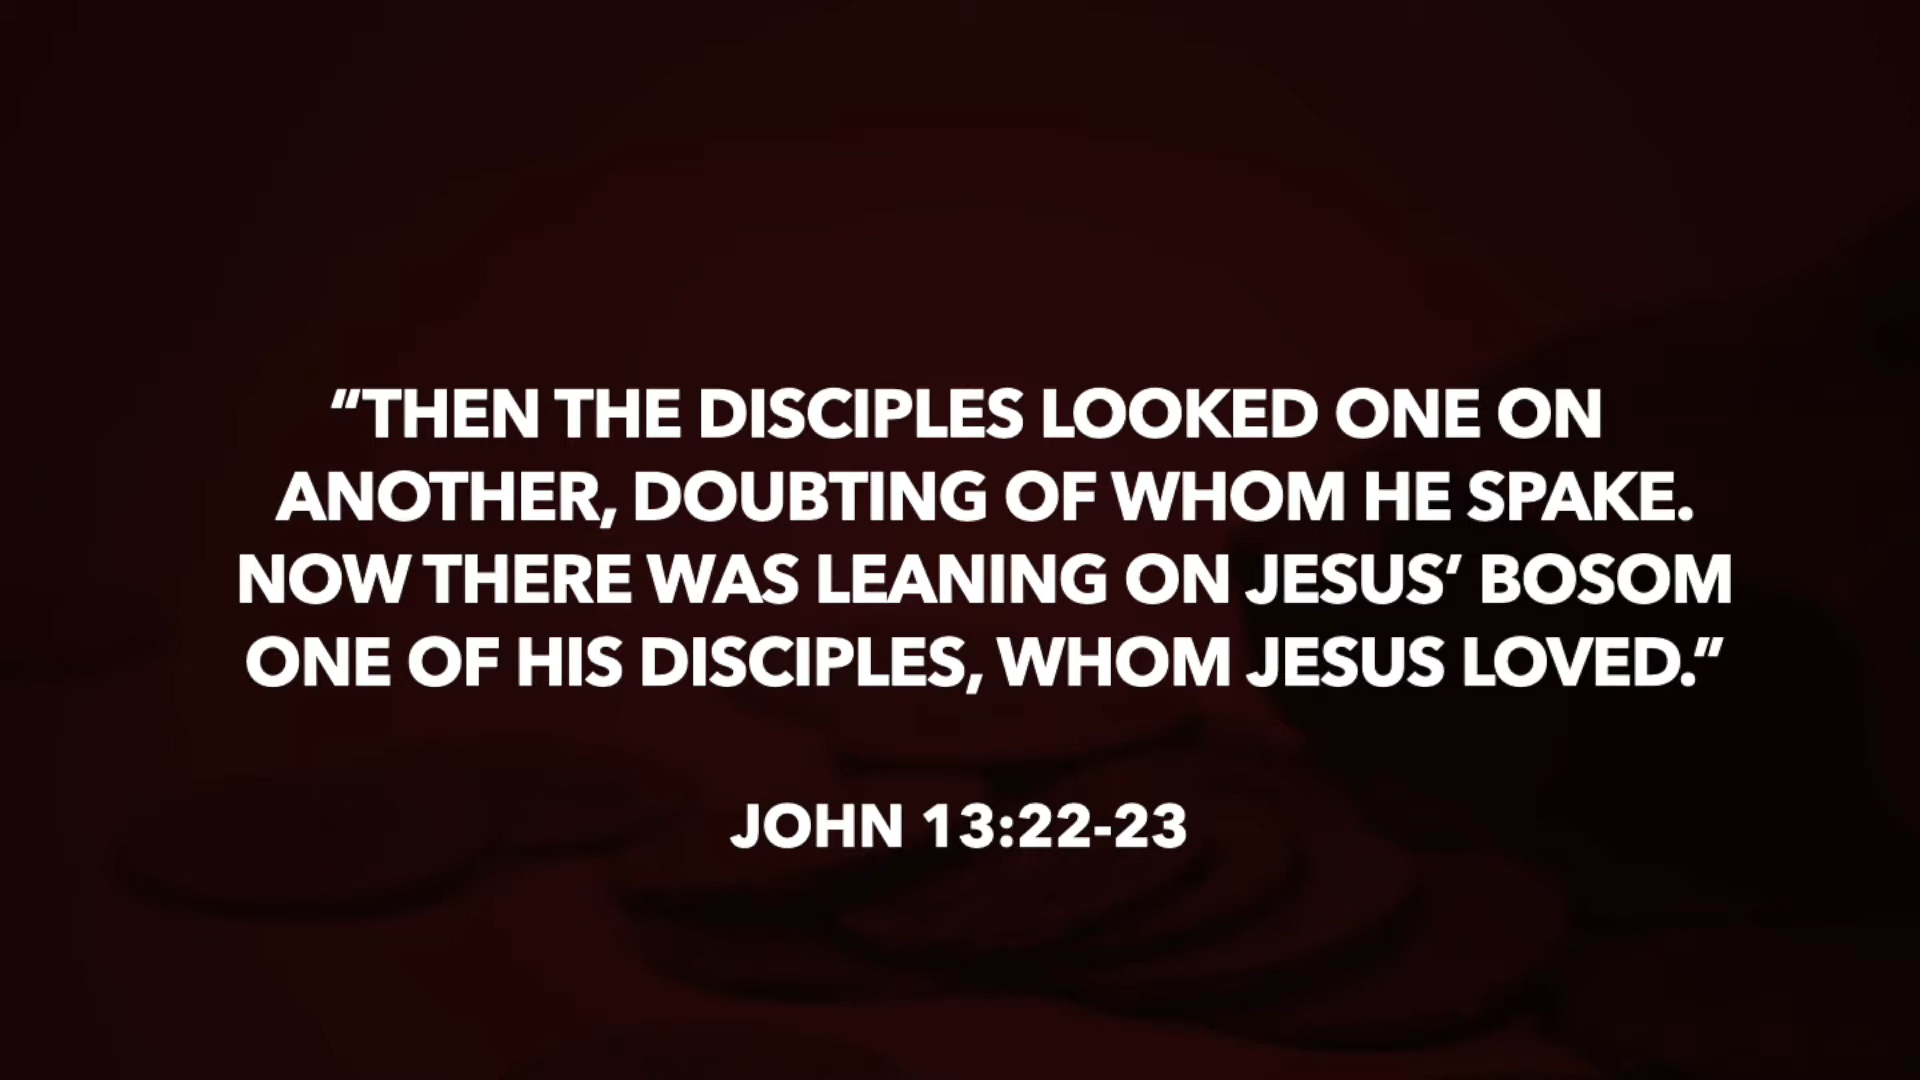 “THEN THE DISCIPLES LOOKED ONE ON
ANOTHER, DOUBTING OF WHOM HE SPAKE.
NOW THERE WAS LEANING ON JESUS’ BOSOM
ONE OF HIS DISCIPLES, WHOM JESUS LOVED.”
JOHN 13:22-23